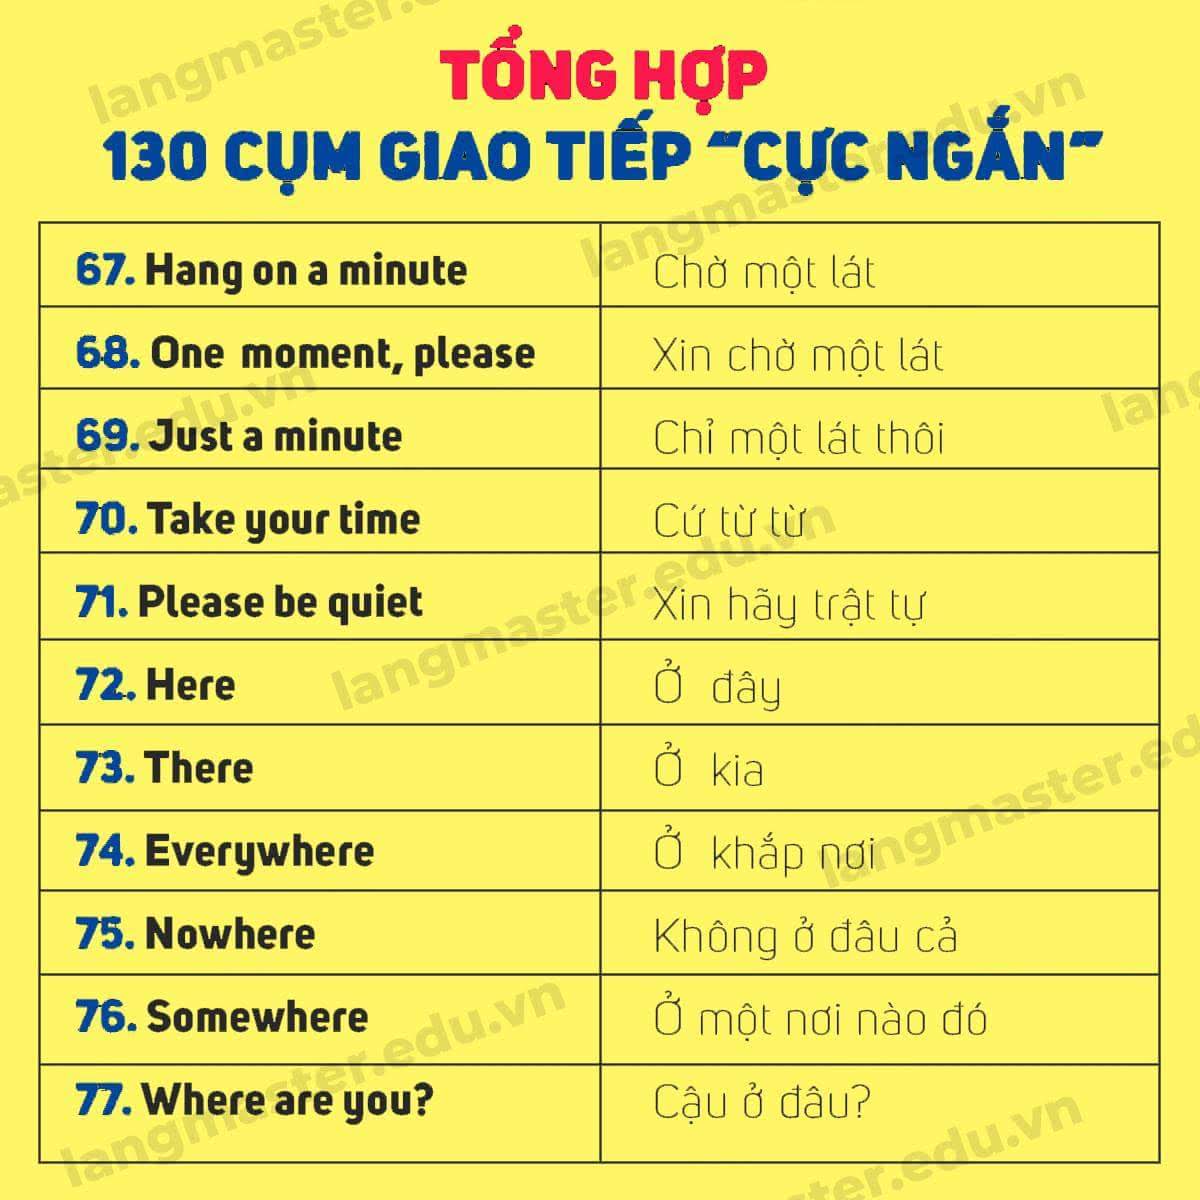 TỔNG HỢP
130 CỤM GIAO TIẾP “CỰC NGẮN”
67. Hang on a minute Chờ một lát
68. One moment, please Xin chờ một lát
69. Just a minute Chỉ một lát thôi
70. Take your time Cứ từ từ
71. Please be quiet Xin hãy trật tự
72. Here Ở đây
73. There Ở kia
74. Everywhere Ở khắp nơi
75. Nowhere Không ở đâu cả
76. Somewhere Ở một nơi nào đó
77. Where are you? Cậu ở đâu?
langmaster.edu.vn